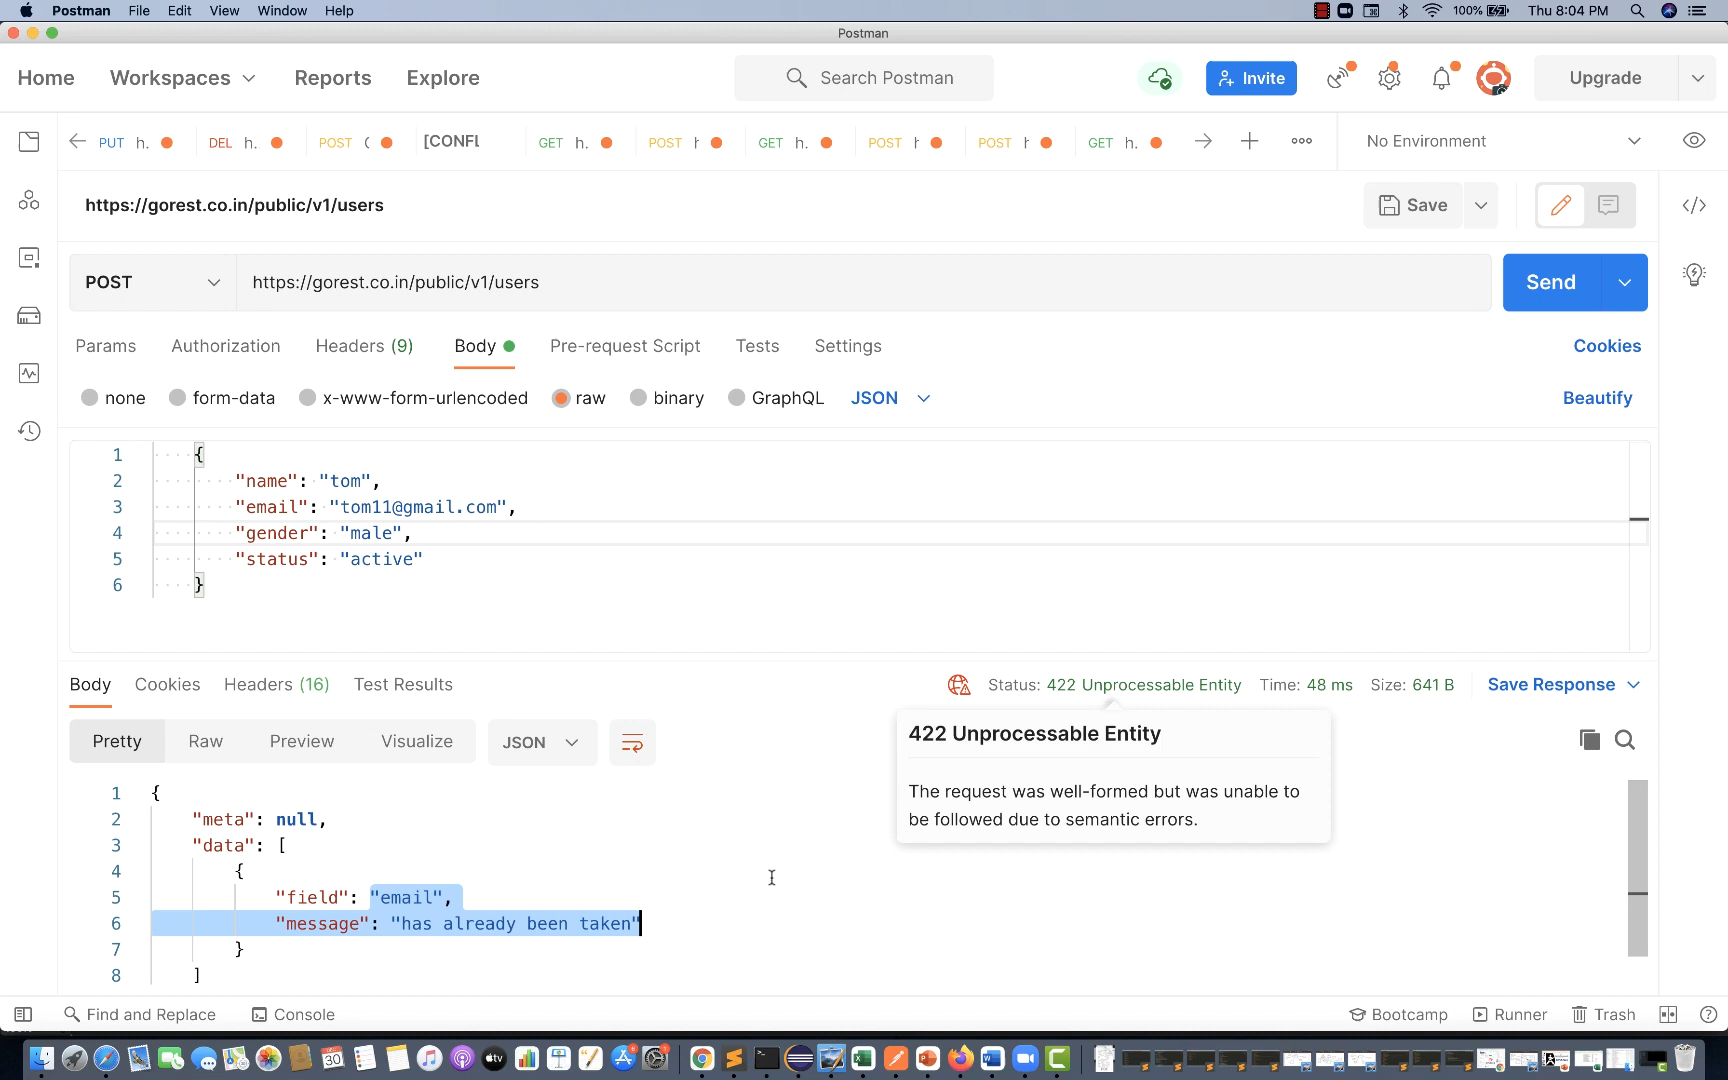 Postman File Edit View Window Help 100% Thu 8:04 PM
Postman
Home Workspaces Reports Explore Search Postman Invite Upgrade
PUT h. DEL h. POST [CONFL GET h. POST GET h. POST POST GET h. No Environment
https://gorest.co.in/public/v1/users Save
POST https://gorest.co.in/public/v1/users Send
Params Authorization Headers (9) Body Pre-request Script Tests Settings Cookies
none form-data x-www-form-urlencoded raw binary GraphQL JSON Beautify
1 {
2 "name": "tom",
3 "email": "tom11@gmail.com",
4 "gender": "male",
5 "status": "active"
6 }
Body Cookies Headers (16) Test Results Status: 422 Unprocessable Entity Time: 48 ms Size: 641 B Save Response
422 Unprocessable Entity
The request was well-formed but was unable to
be followed due to semantic errors.
Pretty Raw Preview Visualize JSON
1 {
2 "meta": null,
3 "data": [
4 {
5 "field": "email",
6 "message": "has already been taken"
7 }
8 ]
Find and Replace Console Bootcamp Runner Trash
30 tv